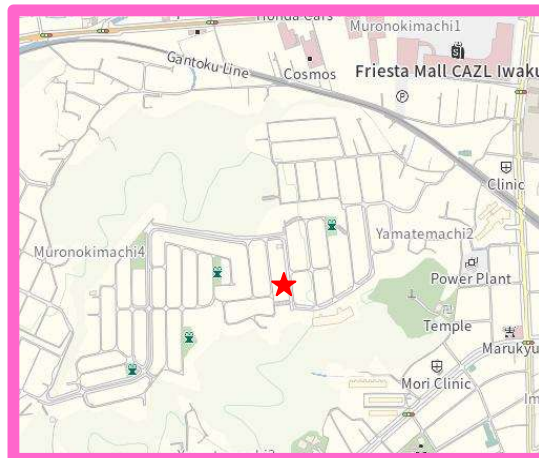 Honda Cars
Muronokimachi1
Gantoku Line
Cosmos
Friesta Mall CAZL Iwaku
Clinic
Muronokimachi4
Yamatemachi2
Power Plant
Temple
Marukyu
Mori Clinic